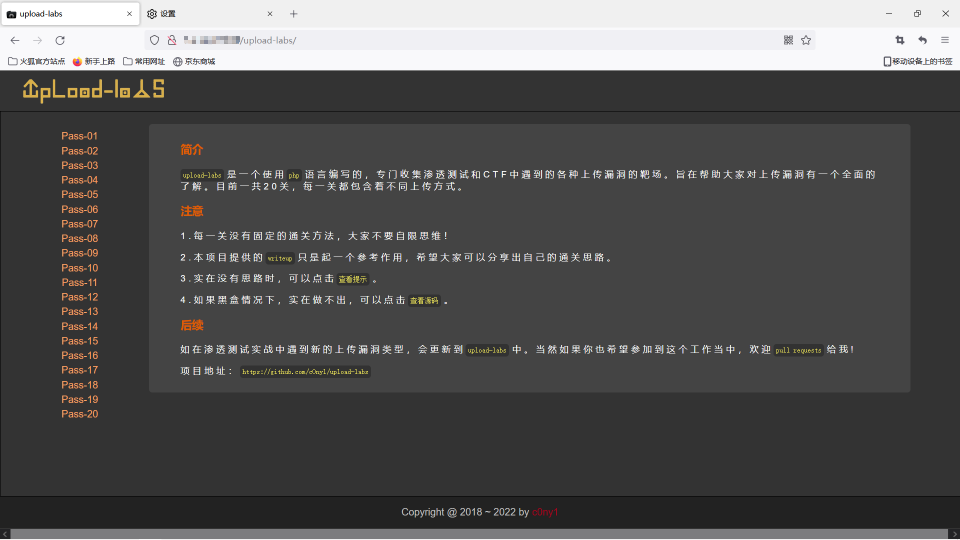 upload-labs
设置
/upload-labs/
火狐官方站点 新手上路 常用网址 京东商城 移动设备上的书签
UpLoad-labs
Pass-01
Pass-02
Pass-03
Pass-04
Pass-05
Pass-06
Pass-07
Pass-08
Pass-09
Pass-10
Pass-11
Pass-12
Pass-13
Pass-14
Pass-15
Pass-16
Pass-17
Pass-18
Pass-19
Pass-20
简介
upload-labs 是一个使用 php 语言编写的，专门收集渗透测试和CTF中遇到的各种上传漏洞的靶场。旨在帮助大家对上传漏洞有一个全面的
了解。目前一共20关，每一关都包含着不同上传方式。
注意
1.每一关没有固定的通关方法，大家不要自限思维！
2.本项目提供的 writeup 只是起一个参考作用，希望大家可以分享出自己的通关思路。
3.实在没有思路时，可以点击 查看提示 。
4.如果黑盒情况下，实在做不出，可以点击 查看源码 。
后续
如在渗透测试实战中遇到新的上传漏洞类型，会更新到 upload-labs 中。当然如果你也希望参加到这个工作当中，欢迎 pull requests 给我！
项目地址： https://github.com/c0ny1/upload-labs
Copyright @ 2018 ~ 2022 by c0ny1